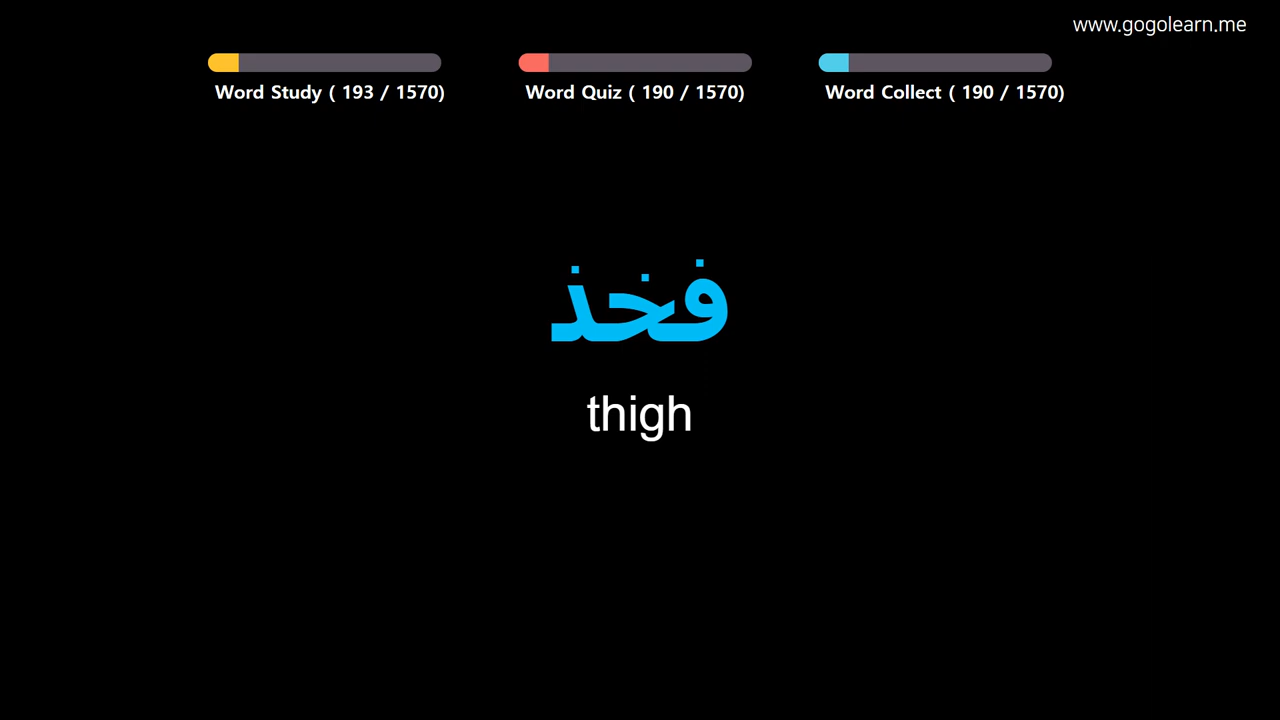 www.gogolearn.me
Word Study ( 193 / 1570)
Word Quiz ( 190 / 1570)
Word Collect ( 190 / 1570)
فخذ
thigh